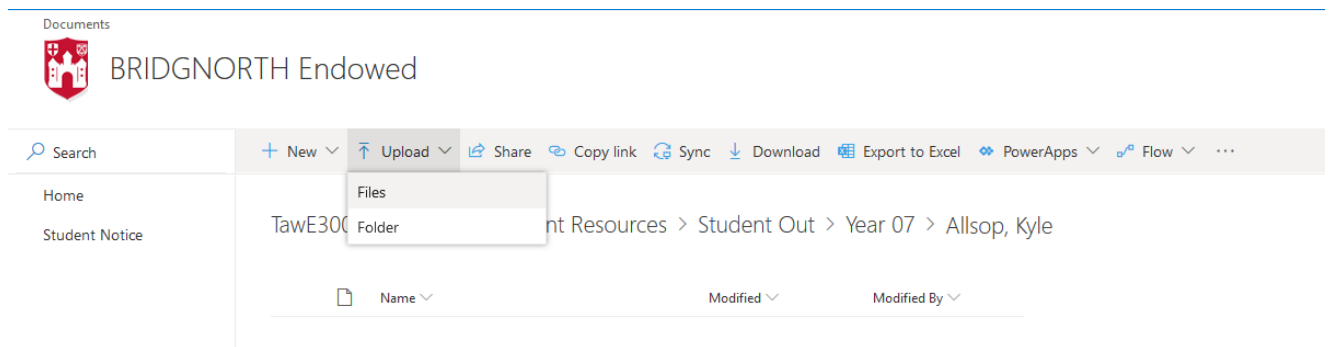 Documents
BRIDGNORTH Endowed
Search
New Upload Share Copy link Sync Download Export to Excel PowerApps Flow ...
Home
Files
Student Notice
TawE300 nt Resources > Student Out > Year 07 > Allsop, Kyle
Folder
Name Modified Modified By